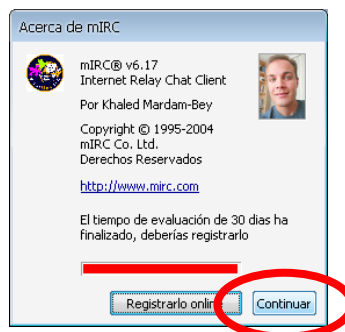 Acerca de mIRC
mIRC® v6.17
Internet Relay Chat Client
Por Khaled Mardam-Bey
Copyright © 1995-2004
mIRC Co. Ltd.
Derechos Reservados
http://www.mirc.com
El tiempo de evaluación de 30 dias ha
finalizado, deberías registrarlo
Registrarlo online Continuar